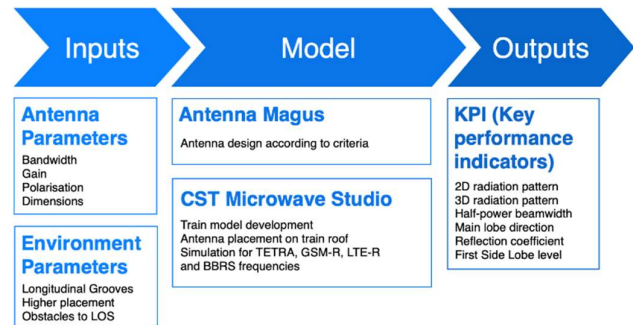 Inputs
Model
Outputs
Antenna
Parameters
Bandwidth
Gain
Polarisation
Dimensions
Environment
Parameters
Longitudinal Grooves
Higher placement
Obstacles to LOS
Antenna Magus
Antenna design according to criteria
CST Microwave Studio
Train model development
Antenna placement on train roof
Simulation for TETRA, GSM-R, LTE-R
and BBRS frequencies
KPI (Key
performance
indicators)
2D radiation pattern
3D radiation pattern
Half-power beamwidth
Main lobe direction
Reflection coefficient
First Side Lobe level